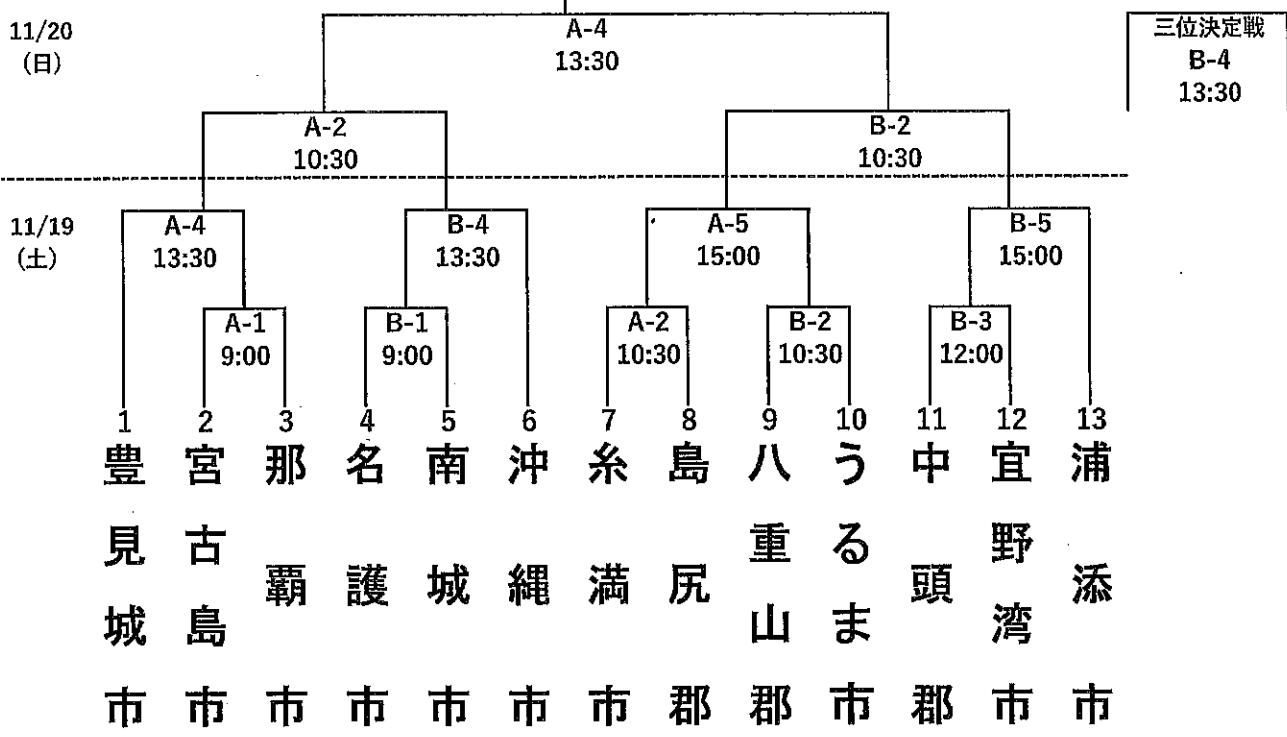 11/20
(日)
A-4
13:30
三位決定戦
B-4
13:30
A-2
10:30
B-2
10:30
11/19
(土)
A-4
13:30
B-4
13:30
A-5
15:00
B-5
15:00
A-1
9:00
B-1
9:00
A-2
10:30
B-2
10:30
B-3
12:00
1
豊見城市
2
宮古島市
3
那覇市
4
名護市
5
南城市
6
沖縄市
7
糸満市
8
島尻郡
9
八重山郡
10
うるま市
11
中頭郡
12
宜野湾市
13
浦添市